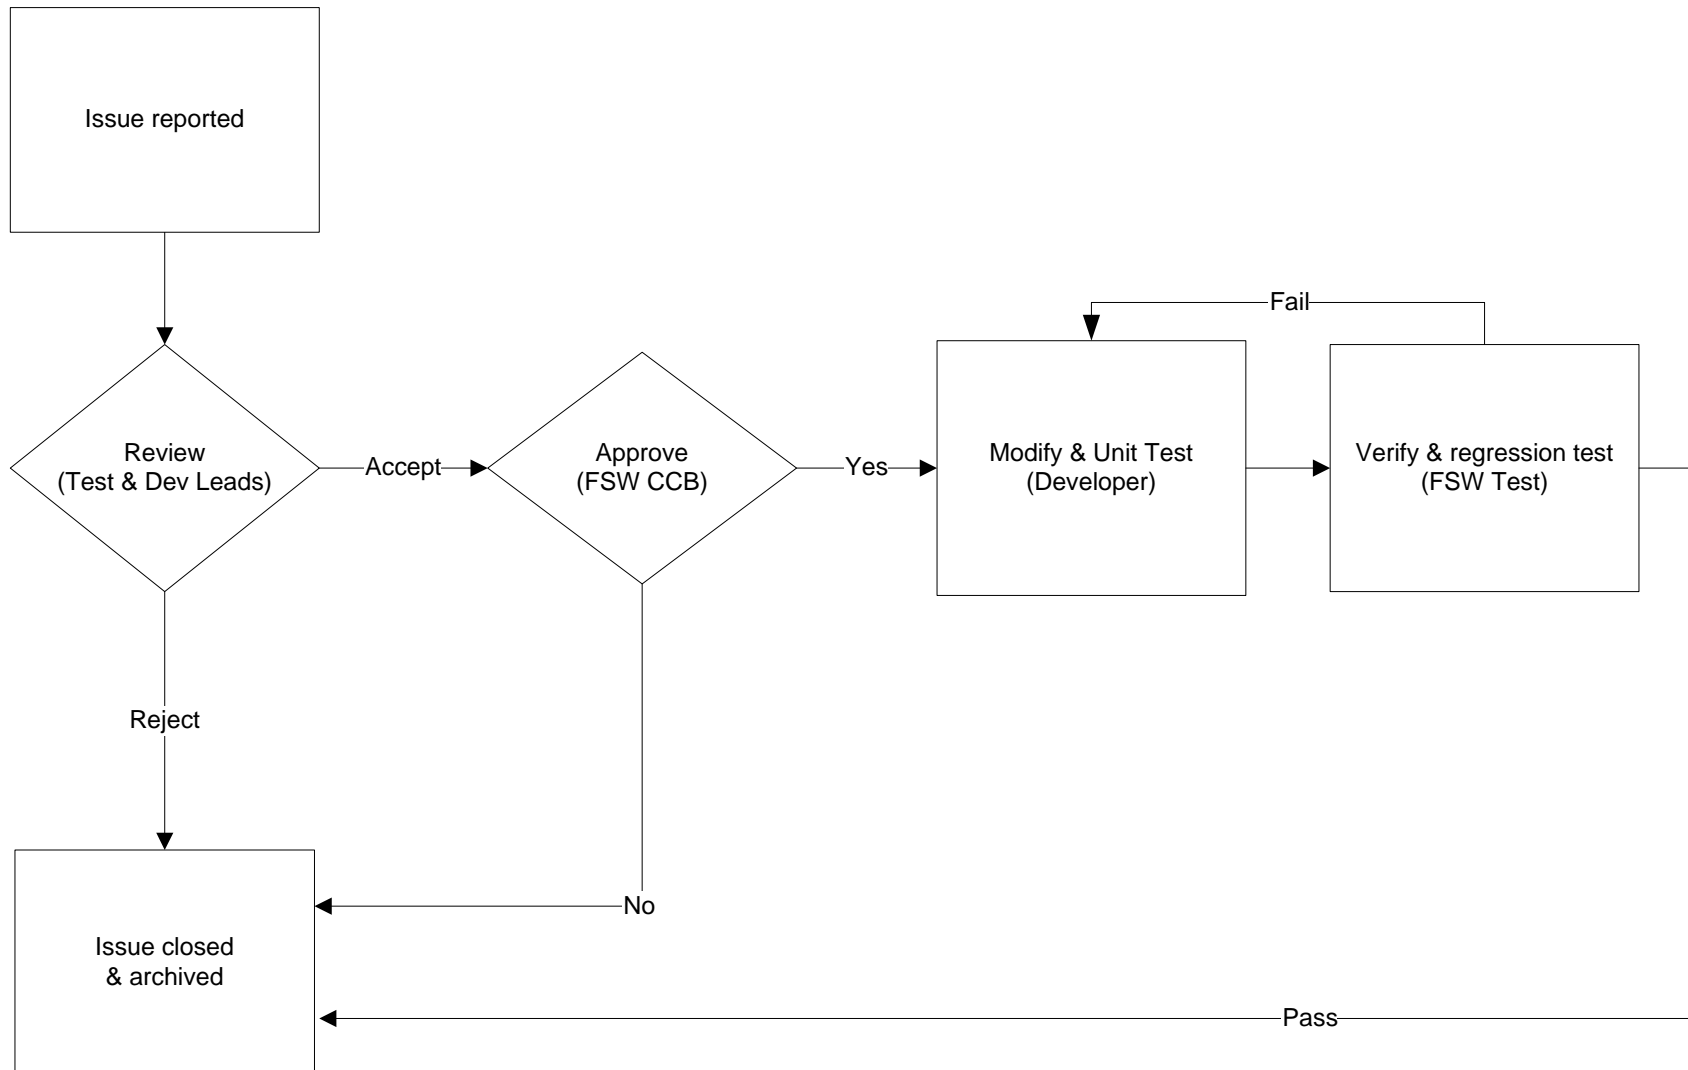 Issue reported
Fail
Review
(Test & Dev Leads)
Accept
Approve
(FSW CCB)
Yes
Modify & Unit Test
(Developer)
Verify & regression test
(FSW Test)
Reject
No
Issue closed
& archived
Pass